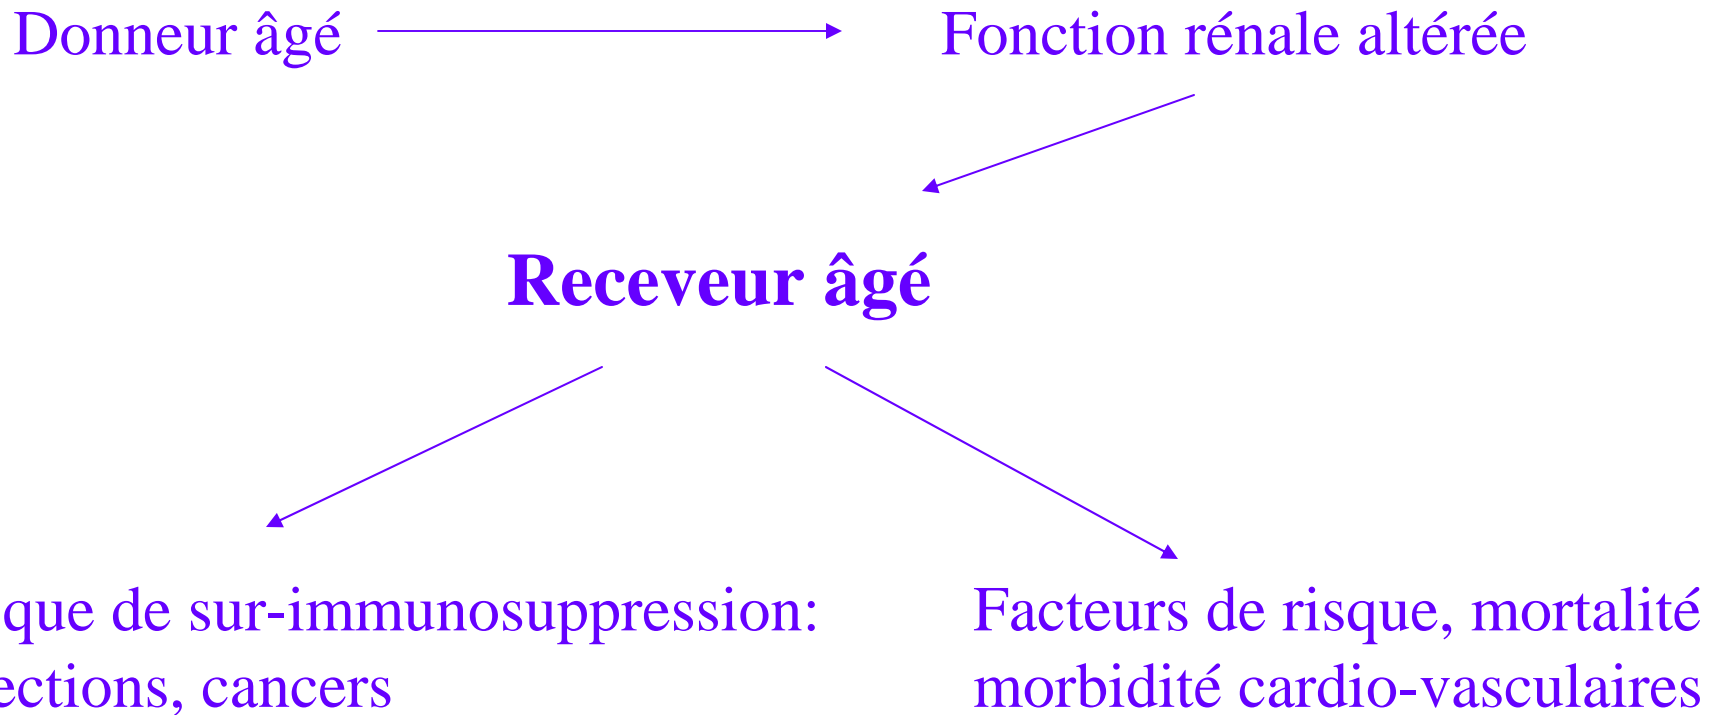 Donneur âgé
Fonction rénale altérée
Receveur âgé
que de sur-immunosuppression:
ections, cancers
Facteurs de risque, mortalité
morbidité cardio-vasculaires